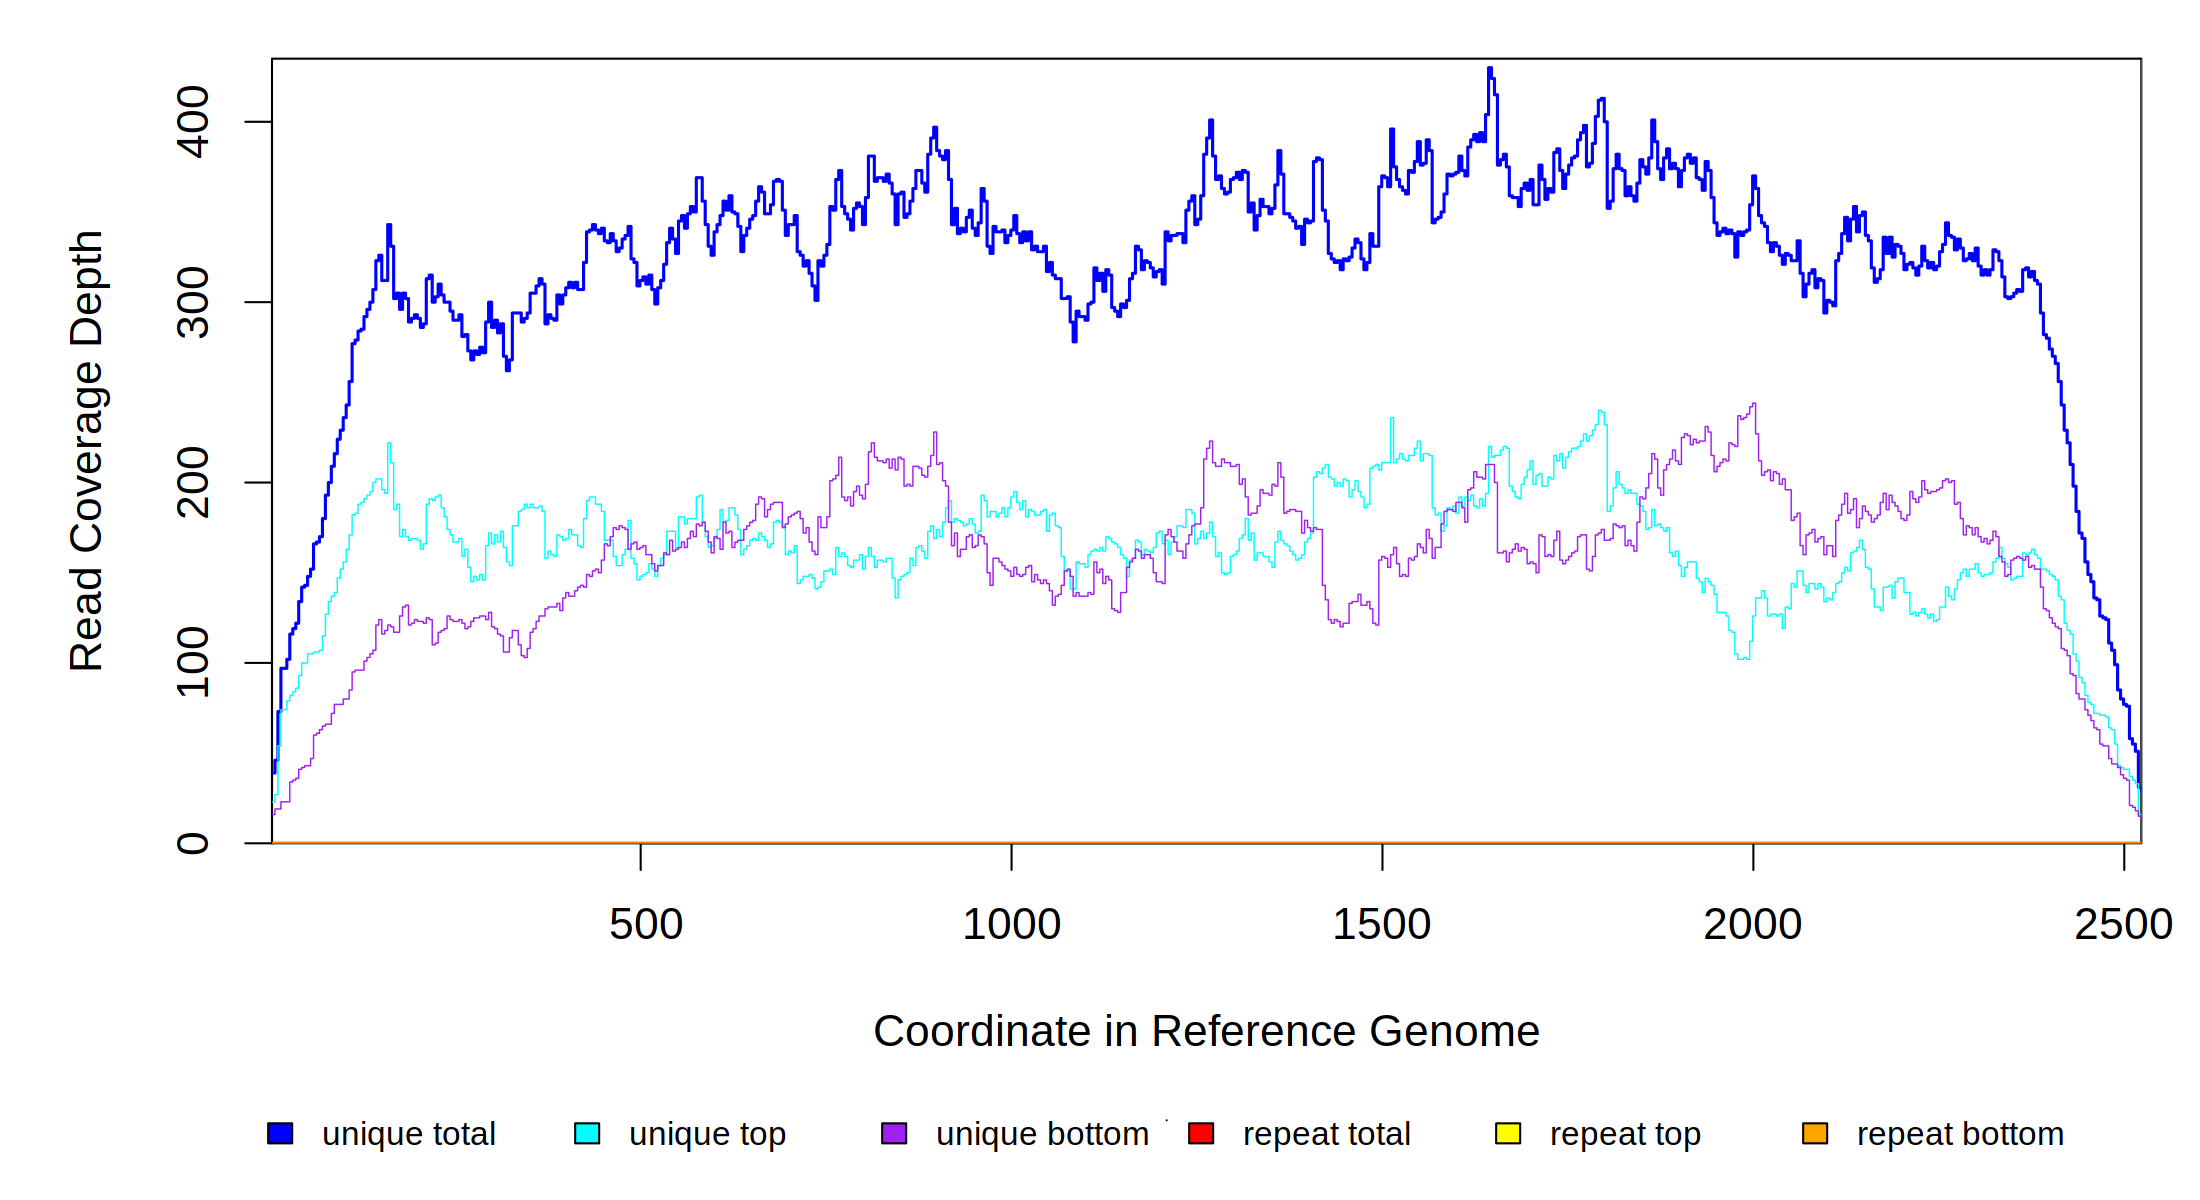 Read Coverage Depth
400
300
200
100
0
500 1000 1500 2000 2500
Coordinate in Reference Genome
unique total unique top unique bottom repeat total repeat top repeat bottom